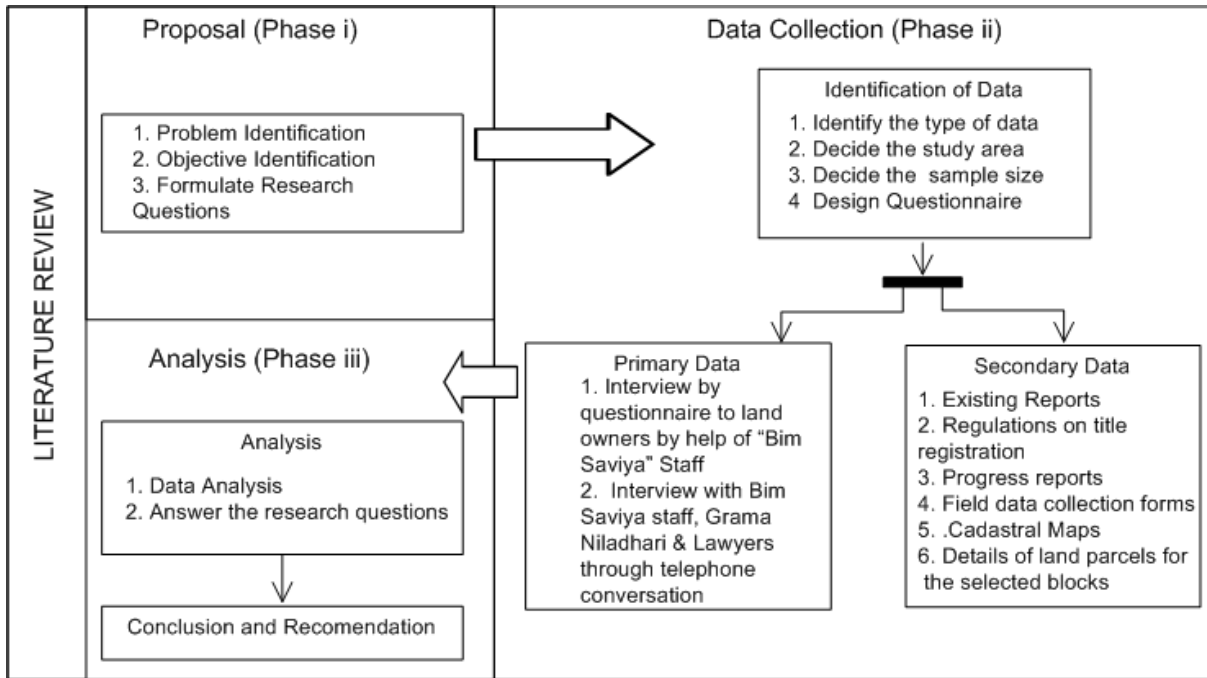 LITERATURE REVIEW
Proposal (Phase i)
1. Problem Identification
2. Objective Identification
3. Formulate Research
Questions
Data Collection (Phase ii)
Identification of Data
1. Identify the type of data
2. Decide the study area
3. Decide the sample size
4 Design Questionnaire
Primary Data
1. Interview by
questionnaire to land
owners by help of “Bim
Saviya" Staff
2. Interview with Bim
Saviya staff, Grama
Niladhari & Lawyers
through telephone
conversation
Secondary Data
1. Existing Reports
2. Regulations on title
registration
3. Progress reports
4. Field data collection forms
5. .Cadastral Maps
6. Details of land parcels for
the selected blocks
Analysis (Phase iii)
Analysis
1. Data Analysis
2. Answer the research questions
Conclusion and Recomendation